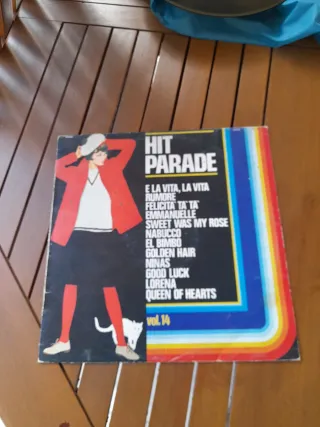 HIT
PARADE
E LA VITA, LA VITA
RUMORE
FELICITA' TA' TA'
EMMANUELLE
SWEET WAS MY ROSE
NABUCCO
EL BIMBO
GOLDEN HAIR
NINAS
GOOD LUCK
LORENA
QUEEN OF HEARTS
vol. 14